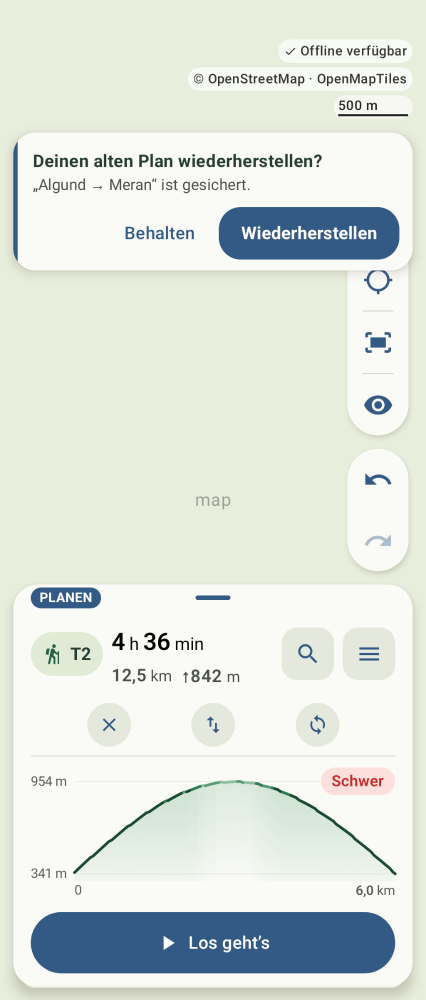 ✓ Offline verfügbar
© OpenStreetMap · OpenMapTiles
500 m
Deinen alten Plan wiederherstellen?
„Algund → Meran“ ist gesichert.
Behalten
Wiederherstellen
map
PLANEN
T2
4 h 36 min
12,5 km ↑842 m
954 m
Schwer
341 m
0
6,0 km
Los geht’s